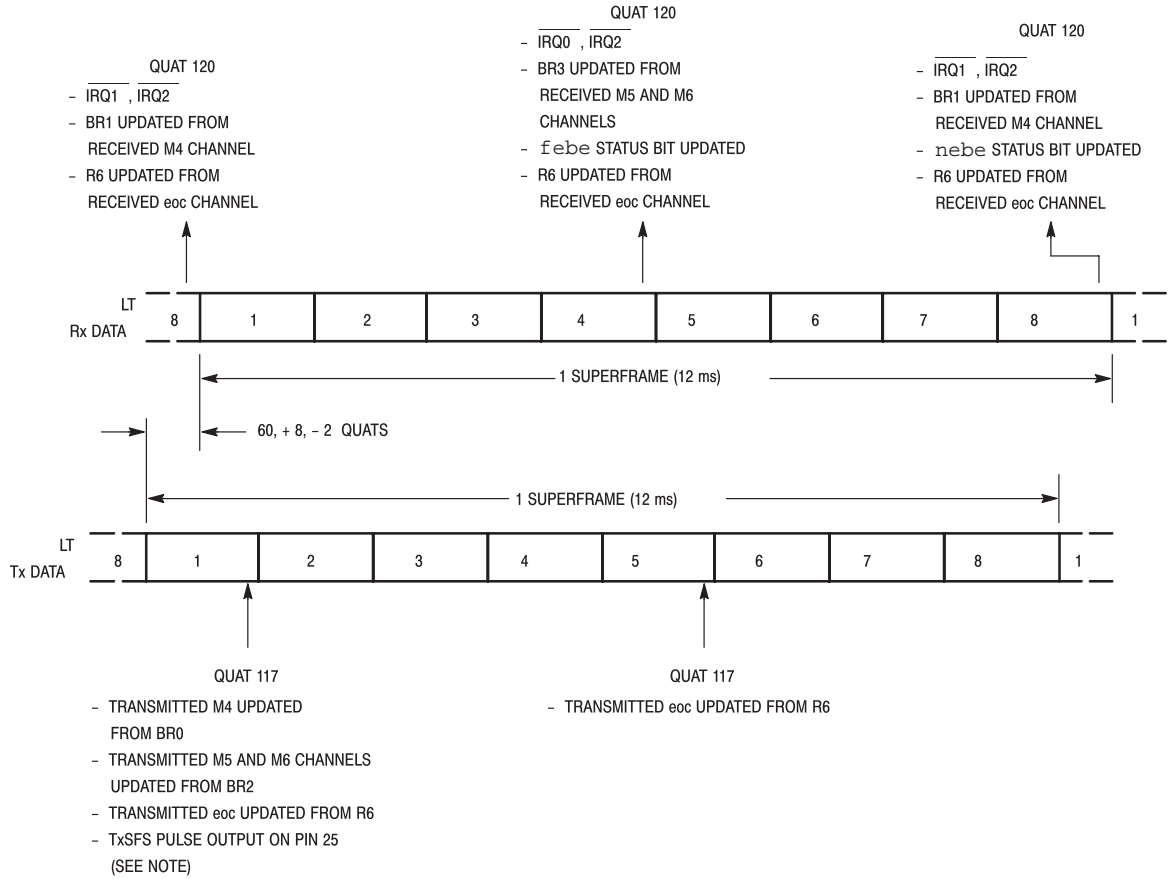 QUAT 120
– IRQ1 , IRQ2
– BR1 UPDATED FROM
RECEIVED M4 CHANNEL
– R6 UPDATED FROM
RECEIVED eoc CHANNEL
QUAT 120
– IRQ0 , IRQ2
– BR3 UPDATED FROM
RECEIVED M5 AND M6
CHANNELS
– febe STATUS BIT UPDATED
– R6 UPDATED FROM
RECEIVED eoc CHANNEL
QUAT 120
– IRQ1 , IRQ2
– BR1 UPDATED FROM
RECEIVED M4 CHANNEL
– nebe STATUS BIT UPDATED
– R6 UPDATED FROM
RECEIVED eoc CHANNEL
LT
Rx DATA
8 1 2 3 4 5 6 7 8 1
1 SUPERFRAME (12 ms)
60, + 8, – 2 QUATS
1 SUPERFRAME (12 ms)
LT
Tx DATA
8 1 2 3 4 5 6 7 8 1
QUAT 117
– TRANSMITTED M4 UPDATED
FROM BR0
– TRANSMITTED M5 AND M6 CHANNELS
UPDATED FROM BR2
– TRANSMITTED eoc UPDATED FROM R6
– TxSFS PULSE OUTPUT ON PIN 25
(SEE NOTE)
QUAT 117
– TRANSMITTED eoc UPDATED FROM R6